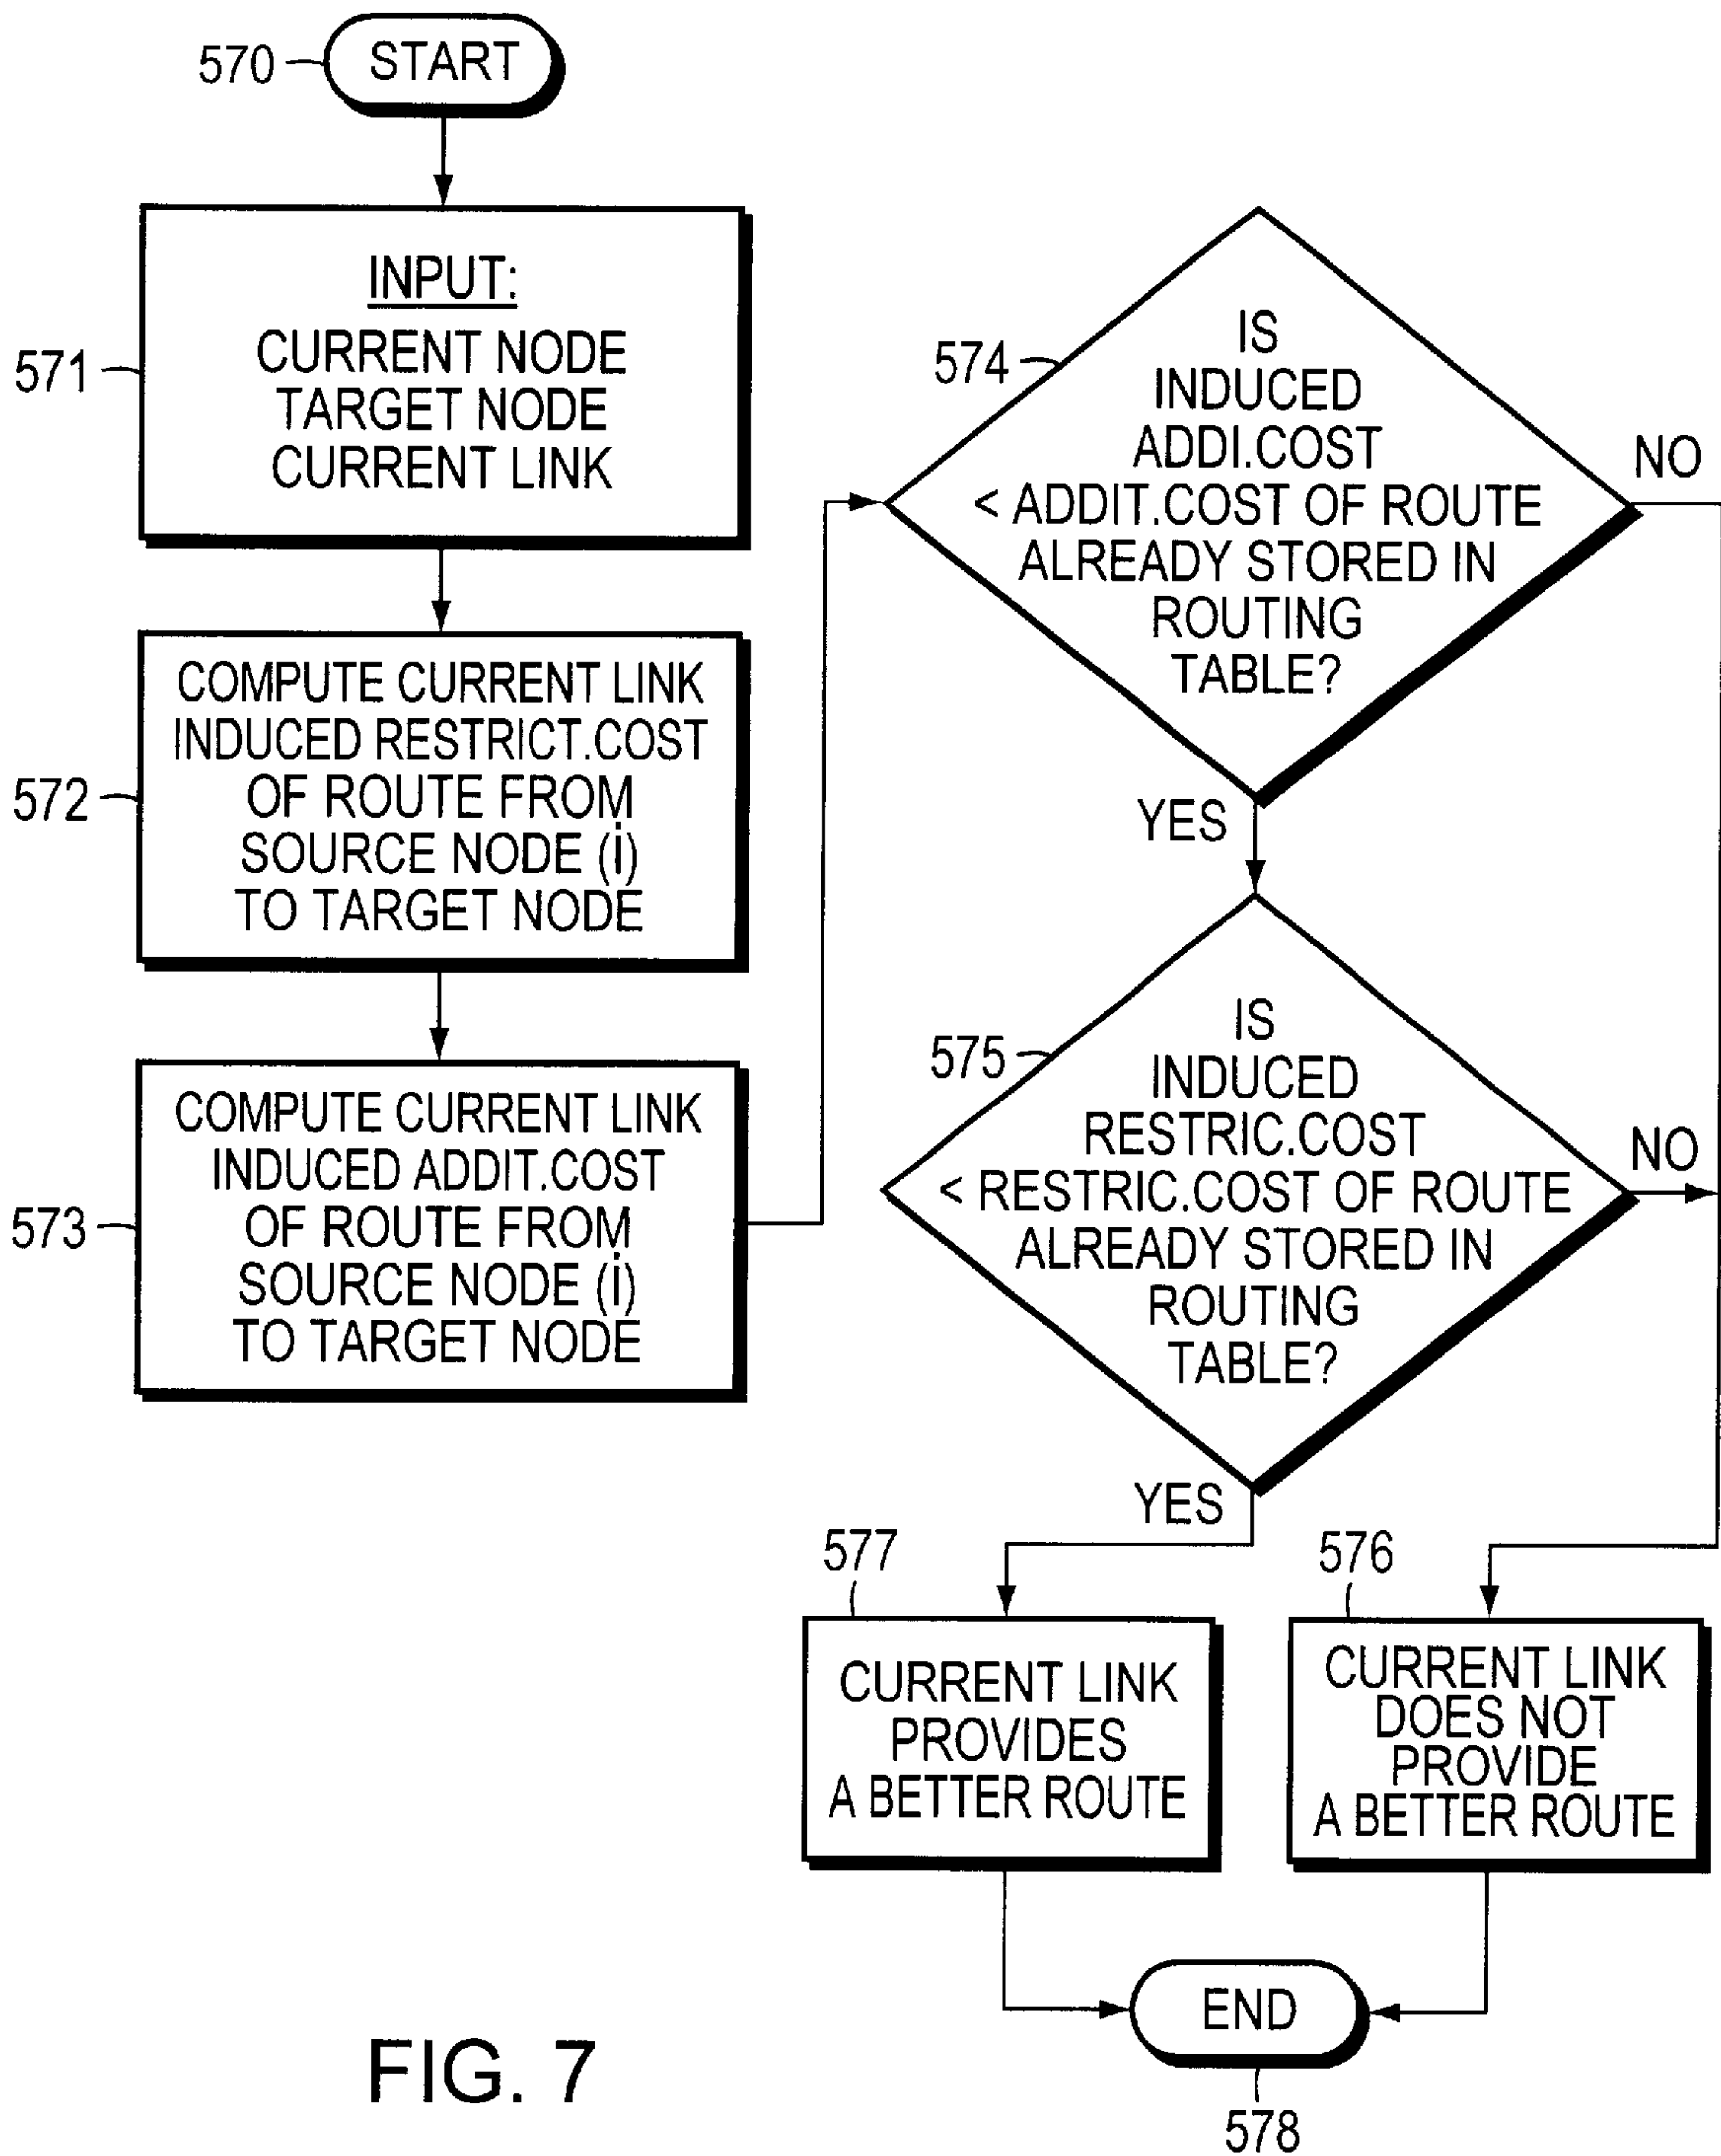 570
START
571
INPUT:
CURRENT NODE
TARGET NODE
CURRENT LINK
572
COMPUTE CURRENT LINK
INDUCED RESTRICT.COST
OF ROUTE FROM
SOURCE NODE (i)
TO TARGET NODE
573
COMPUTE CURRENT LINK
INDUCED ADDIT.COST
OF ROUTE FROM
SOURCE NODE (i)
TO TARGET NODE
574
IS
INDUCED
ADDI.COST
< ADDIT.COST OF ROUTE
ALREADY STORED IN
ROUTING
TABLE?
NO
YES
575
IS
INDUCED
RESTRIC.COST
< RESTRIC.COST OF ROUTE
ALREADY STORED IN
ROUTING
TABLE?
NO
YES
577
CURRENT LINK
PROVIDES
A BETTER ROUTE
576
CURRENT LINK
DOES NOT
PROVIDE
A BETTER ROUTE
END
578
FIG. 7